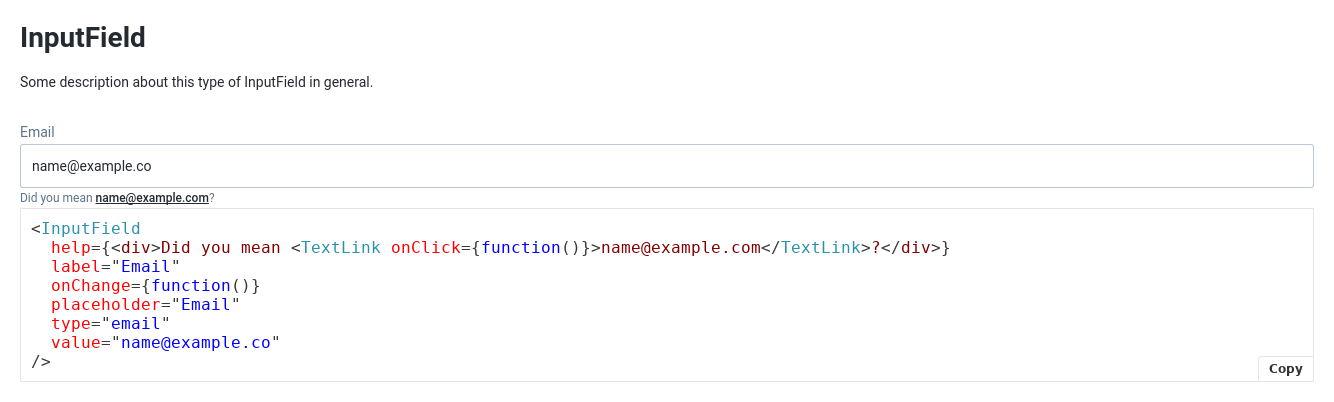 InputField
Some description about this type of InputField in general.
Email
name@example.co
Did you mean name@example.com?
<InputField
  help={<div>Did you mean <TextLink onClick={function()}>name@example.com</TextLink>?</div>}
  label="Email"
  onChange={function()}
  placeholder="Email"
  type="email"
  value="name@example.co"
/>
Copy